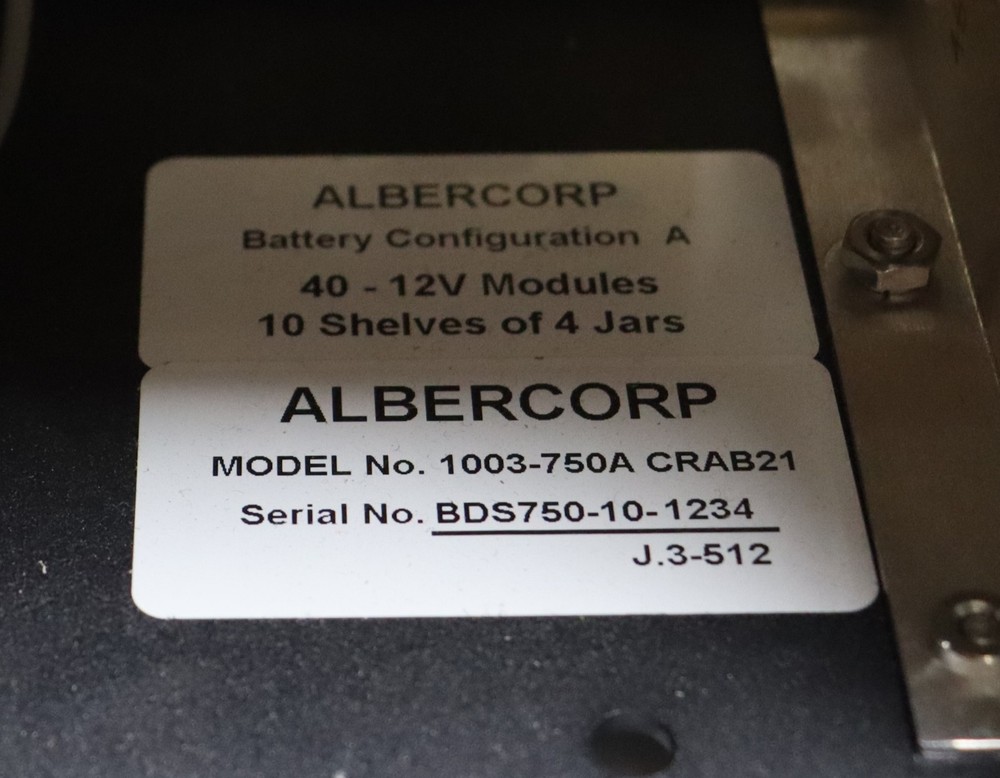 ALBERCORP
Battery Configuration A
40 - 12V Modules
10 Shelves of 4 Jars
ALBERCORP
MODEL No. 1003-750A CRAB21
Serial No. BDS750-10-1234
J.3-512